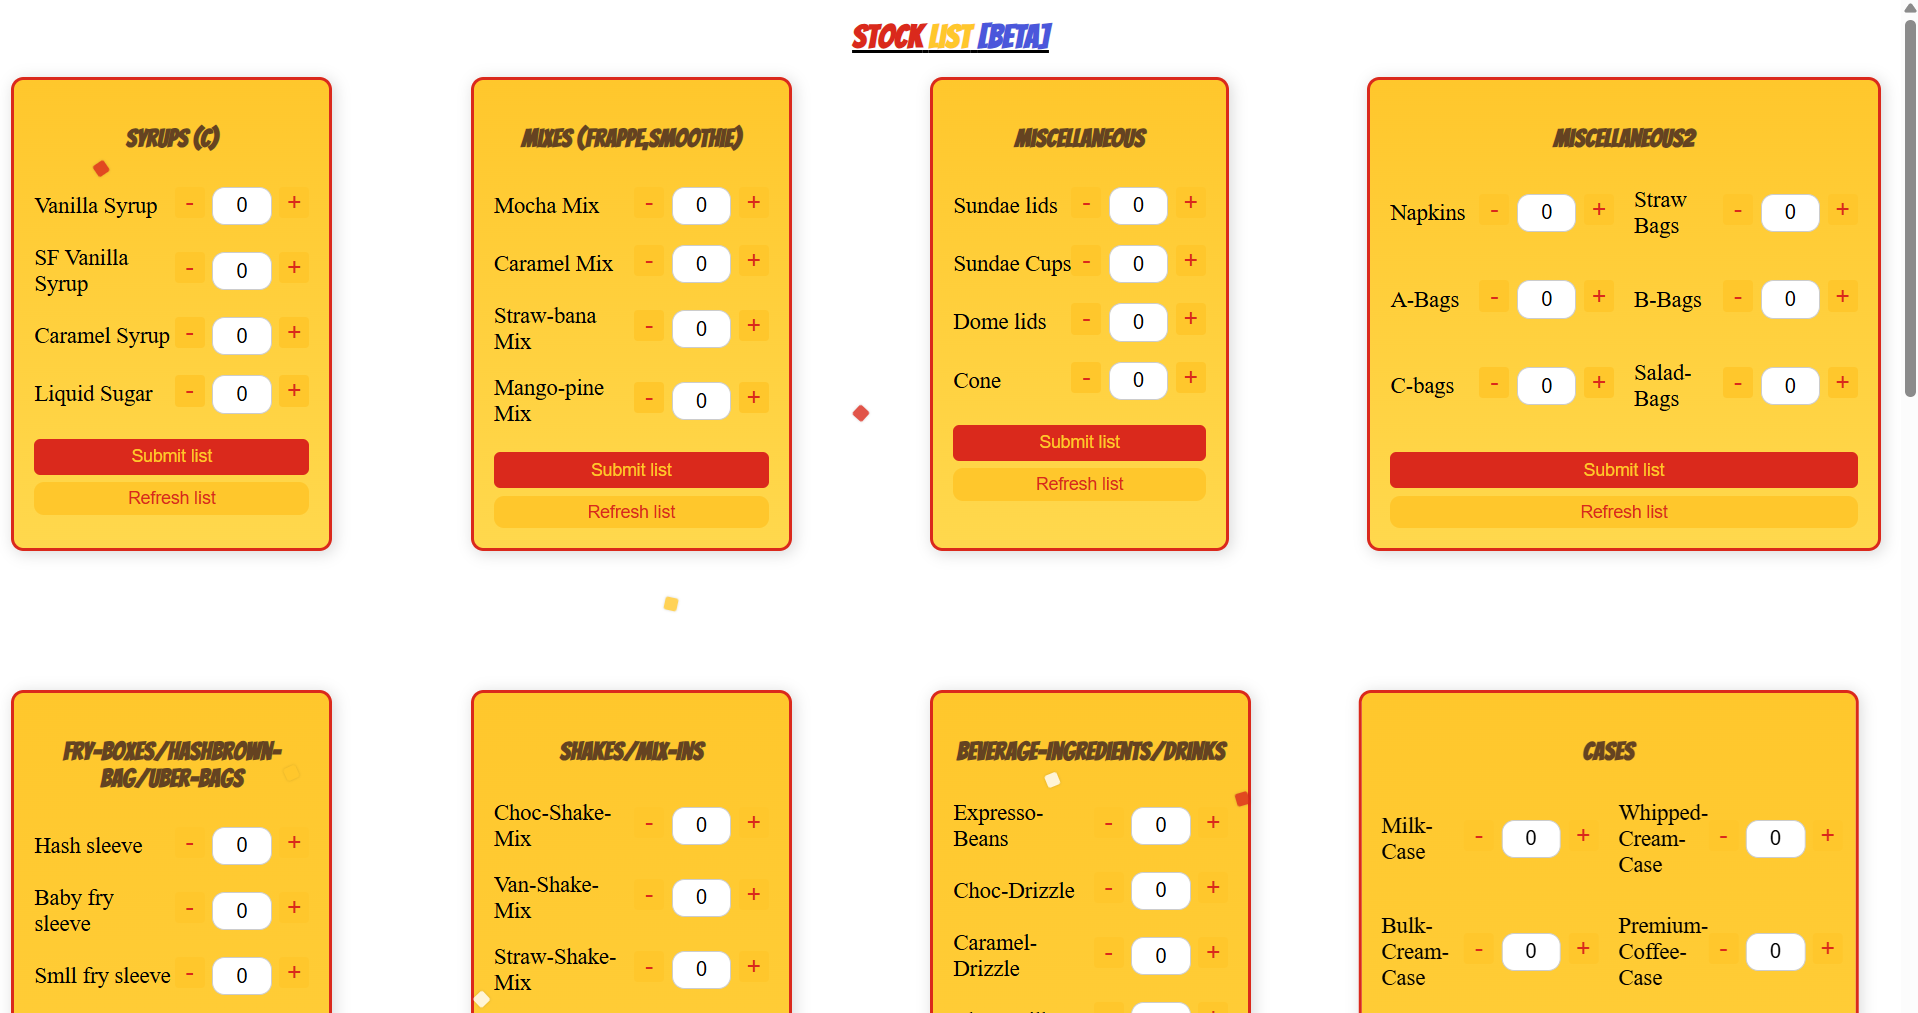 STOCK LIST [BETA]
SYRUPS (C)
Vanilla Syrup - 0 +
SF Vanilla
Syrup - 0 +
Caramel Syrup - 0 +
Liquid Sugar - 0 +
Submit list
Refresh list
MIXES (FRAPPE,SMOOTHIE)
Mocha Mix - 0 +
Caramel Mix - 0 +
Straw-bana
Mix - 0 +
Mango-pine
Mix - 0 +
Submit list
Refresh list
MISCELLANEOUS
Sundae lids - 0 +
Sundae Cups - 0 +
Dome lids - 0 +
Cone - 0 +
Submit list
Refresh list
MISCELLANEOUS2
Napkins - 0 +
Straw
Bags - 0 +
A-Bags - 0 +
B-Bags - 0 +
C-bags - 0 +
Salad-
Bags - 0 +
Submit list
Refresh list
FRY-BOXES/HASHBROWN-
BAG/UBER-BAGS
Hash sleeve - 0 +
Baby fry
sleeve - 0 +
Smll fry sleeve - 0 +
SHAKES/MIX-INS
Choc-Shake-
Mix - 0 +
Van-Shake-
Mix - 0 +
Straw-Shake-
Mix - 0 +
BEVERAGE-INGREDIENTS/DRINKS
Expresso-
Beans - 0 +
Choc-Drizzle - 0 +
Caramel-
Drizzle - 0 +
CASES
Milk-
Case - 0 +
Whipped-
Cream-
Case - 0 +
Bulk-
Cream-
Case - 0 +
Premium-
Coffee-
Case - 0 +